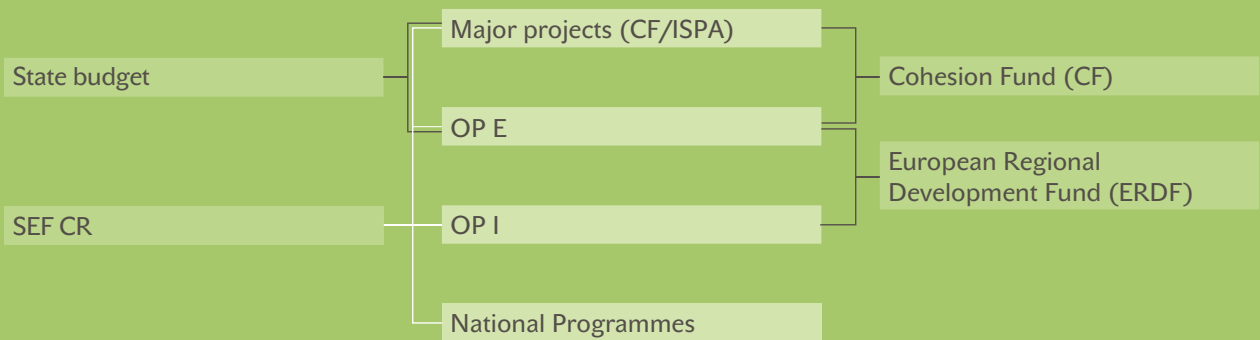 State budget
SEF CR
Major projects (CF/ISPA)
OP E
OP I
National Programmes
Cohesion Fund (CF)
European Regional
Development Fund (ERDF)